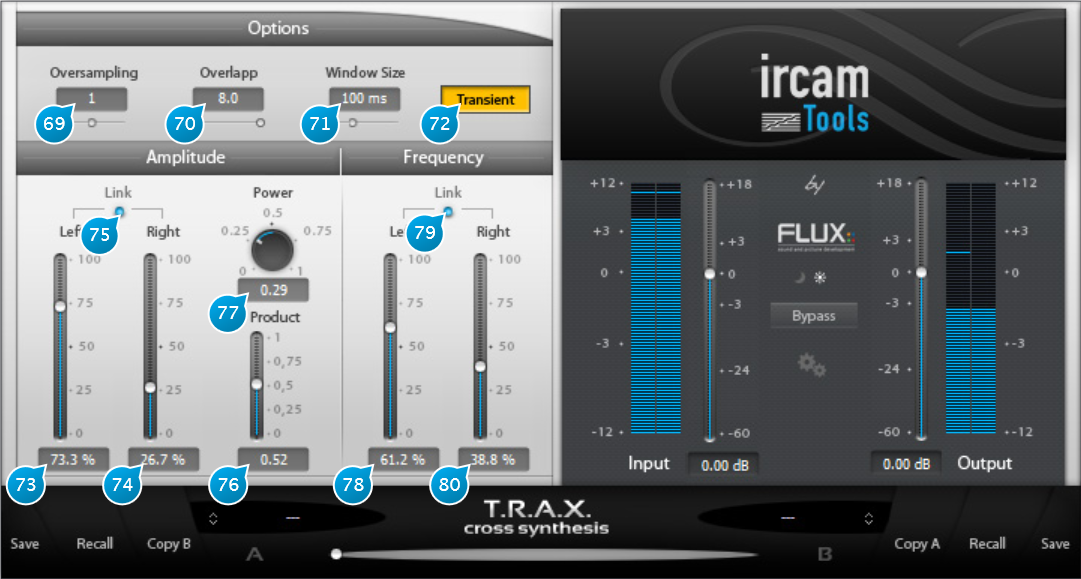 Options
Oversampling
Overlapp
Window Size
1
8.0
100 ms
Transient
69
70
71
72
Amplitude
Frequency
Link
Left
Right
75
100
75
50
25
0
100
75
50
25
0
73.3 %
26.7 %
73
74
Power
0.5
0.25
0.75
0
1
0.29
77
Product
1
0,75
0,5
0,25
0
0.52
76
Link
79
Le
Right
100
75
50
25
0
100
75
50
25
0
61.2 %
38.8 %
78
80
ircam
Tools
+12
+3
0
-3
-12
+18
+3
0
-3
-24
-60
Input
0.00 dB
by
FLUX::
sound and picture development
Bypass
+18
+3
0
-3
-24
-60
+12
+3
0
-3
-12
0.00 dB
Output
T.R.A.X.
cross synthesis
---
---
Save
Recall
Copy B
A
B
Copy A
Recall
Save